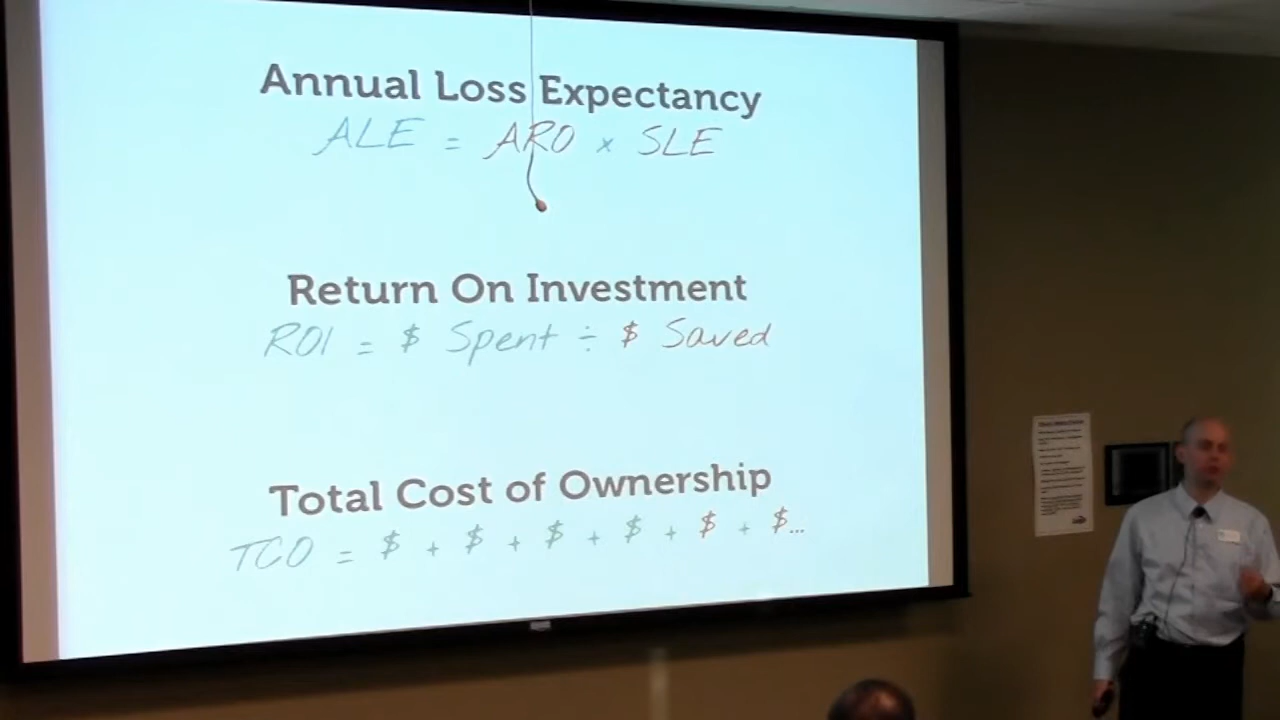 Annual Loss Expectancy
ALE = ARO x SLE
Return On Investment
ROI = $ Spent ÷ $ Saved
Total Cost of Ownership
TCO = $ + $ + $ + $ + $ + $...